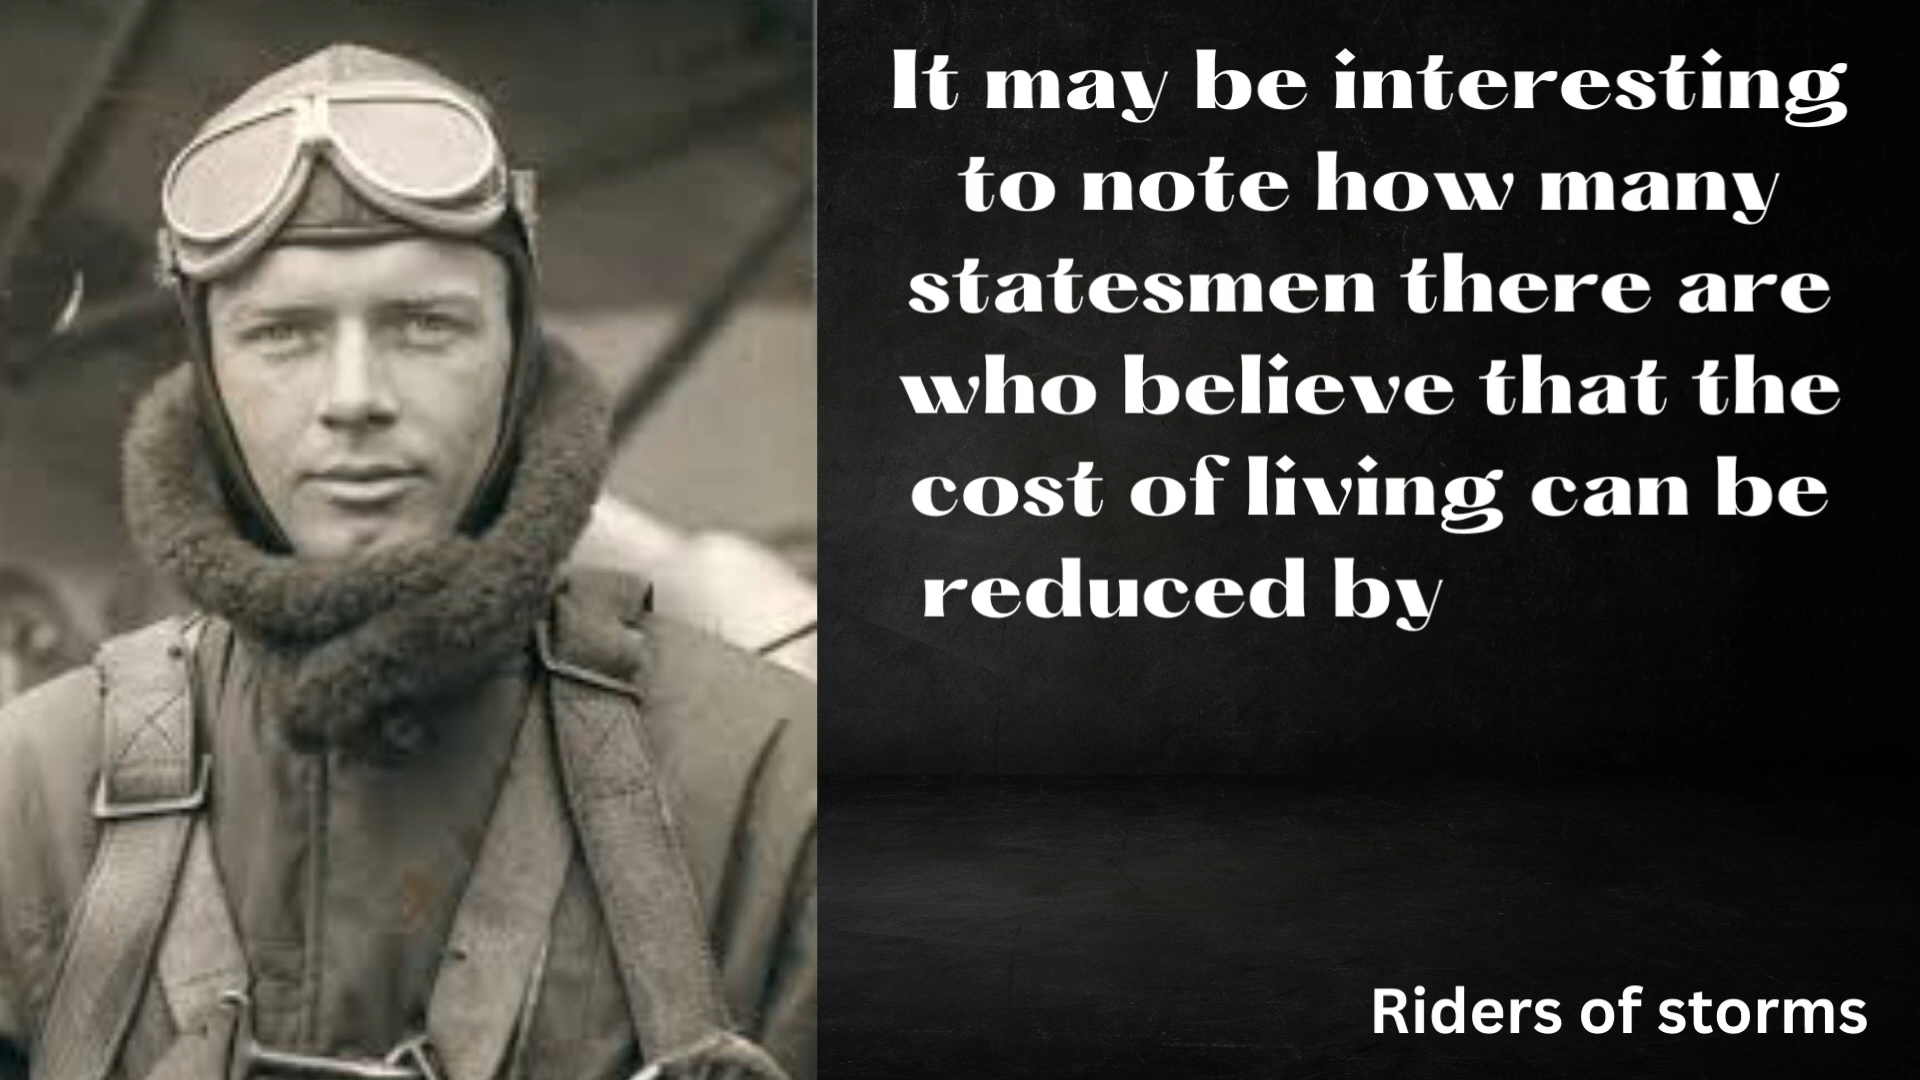 It may be interesting
to note how many
statesmen there are
who believe that the
cost of living can be
reduced by
Riders of storms